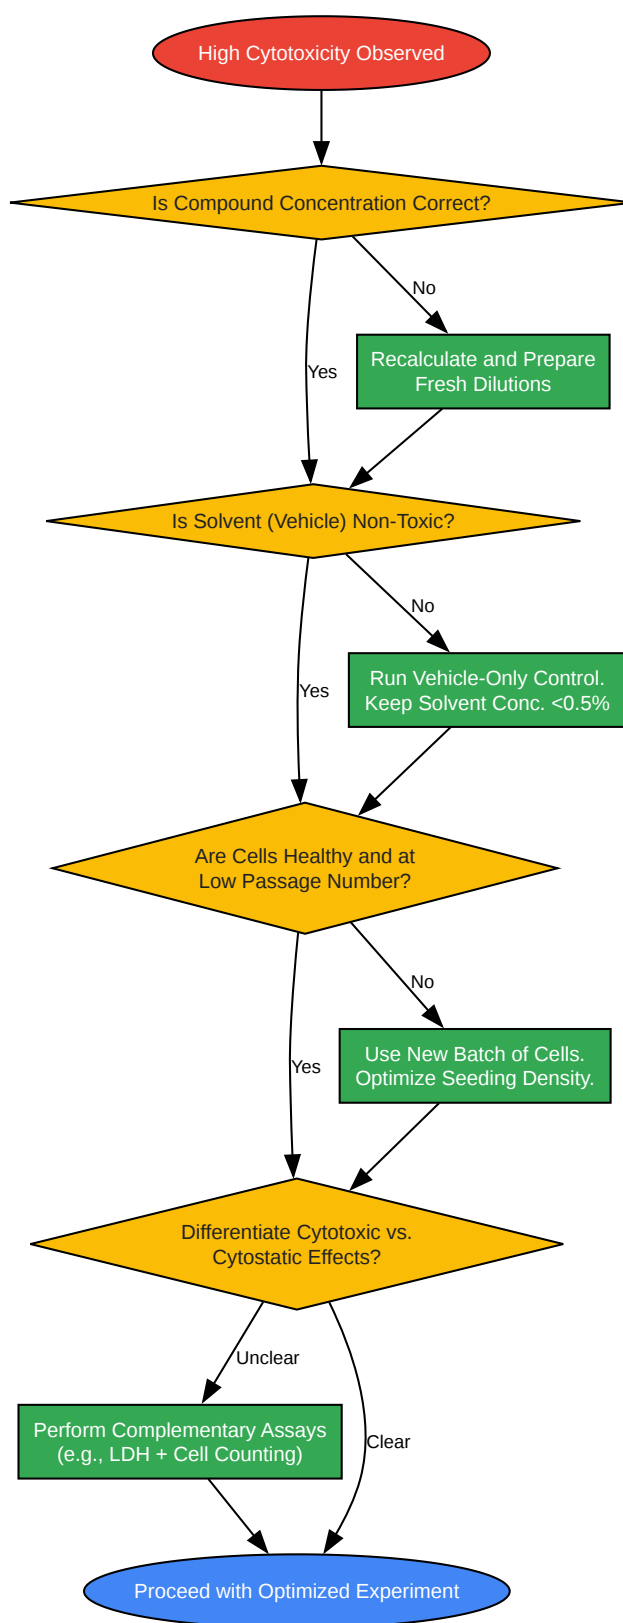 High Cytotoxicity Observed
Is Compound Concentration Correct?
No
Yes
Recalculate and Prepare
Fresh Dilutions
Is Solvent (Vehicle) Non-Toxic?
No
Yes
Run Vehicle-Only Control.
Keep Solvent Conc. <0.5%
Are Cells Healthy and at
Low Passage Number?
No
Yes
Use New Batch of Cells.
Optimize Seeding Density.
Differentiate Cytotoxic vs.
Cytostatic Effects?
Unclear
Clear
Perform Complementary Assays
(e.g., LDH + Cell Counting)
Proceed with Optimized Experiment